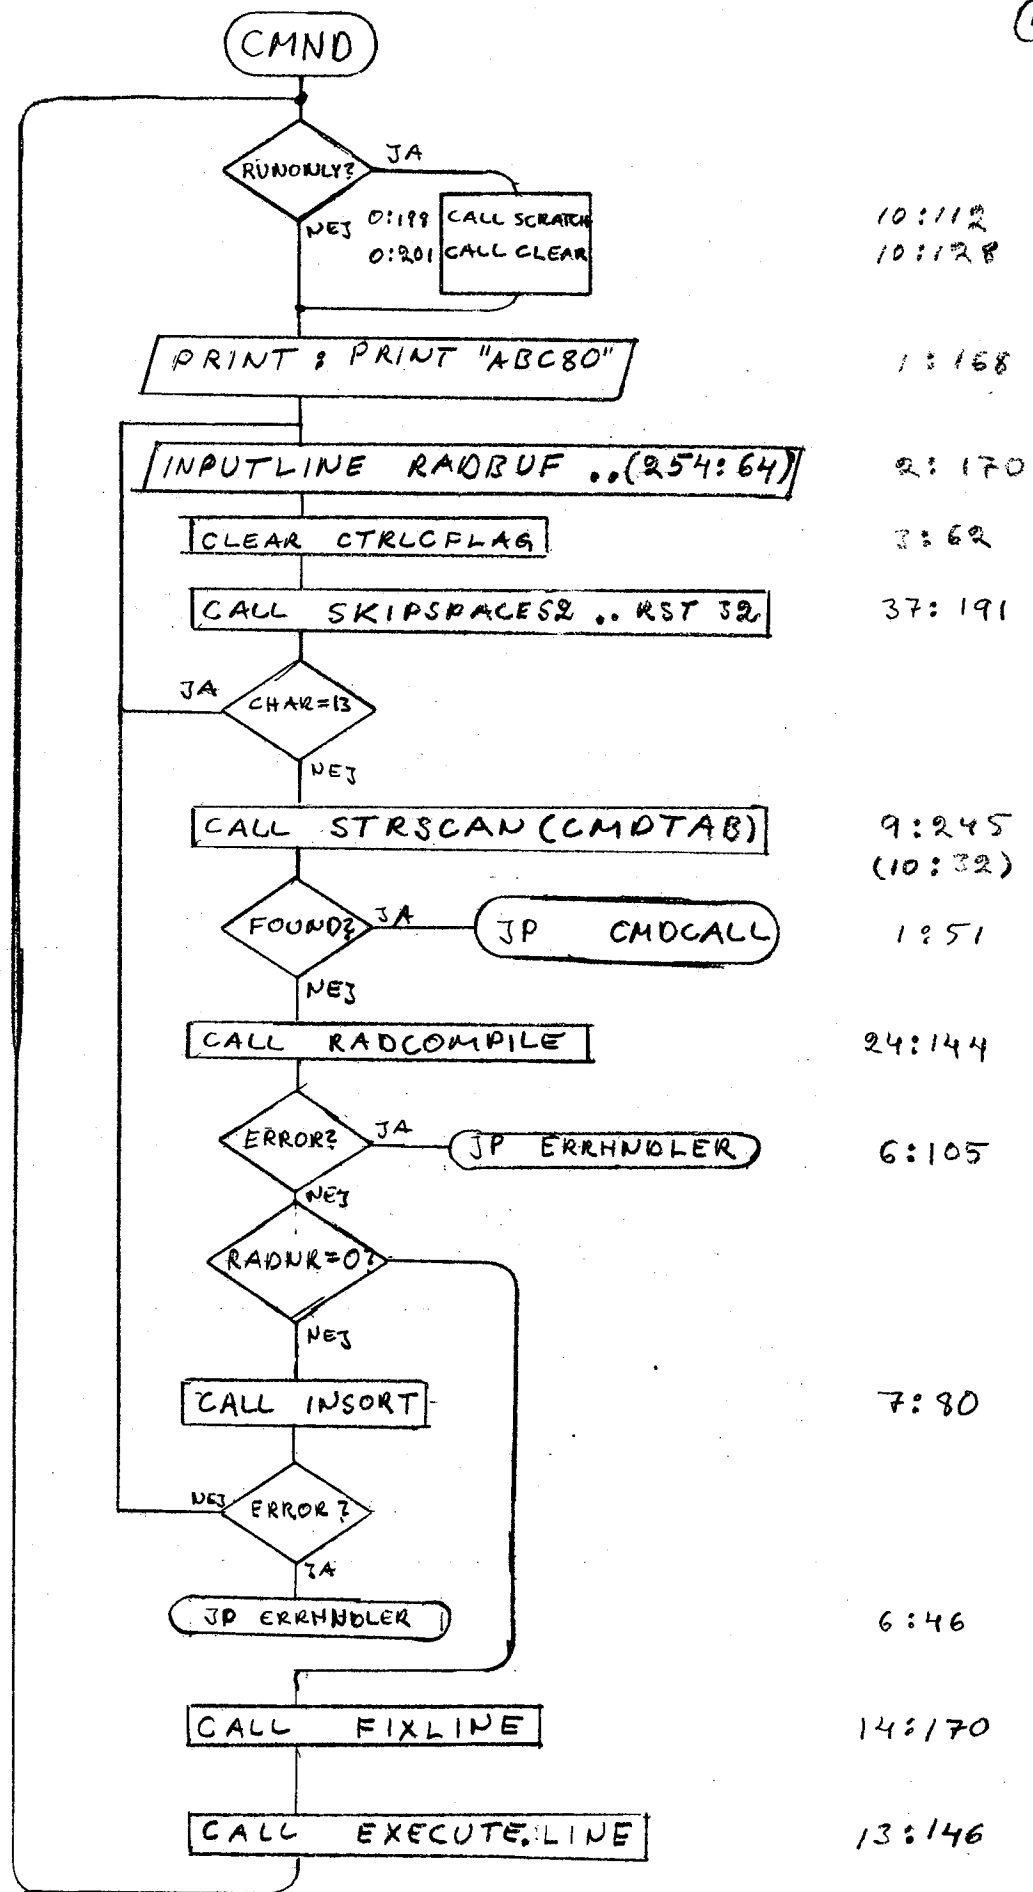 CMND
RUNONLY?
JA
NEJ
0:199 CALL SCRATCH 10:112
0:201 CALL CLEAR 10:128
PRINT : PRINT "ABC80" 1:168
INPUTLINE RADBUF ..(254:64) 2:170
CLEAR CTRLCFLAG 3:62
CALL SKIPSPACES2 .. RST 32 37:191
JA
CHAR=13
NEJ
CALL STRSCAN(CMDTAB) 9:245
(10:32)
FOUND? JA JP CMDCALL 1:51
NEJ
CALL RADCOMPILE 24:144
ERROR? JA JP ERRHNDLER 6:105
NEJ
RADNR=0?
NEJ
CALL INSORT 7:80
NEJ
ERROR?
JA
JP ERRHNDLER 6:46
CALL FIXLINE 14:170
CALL EXECUTE.LINE 13:146